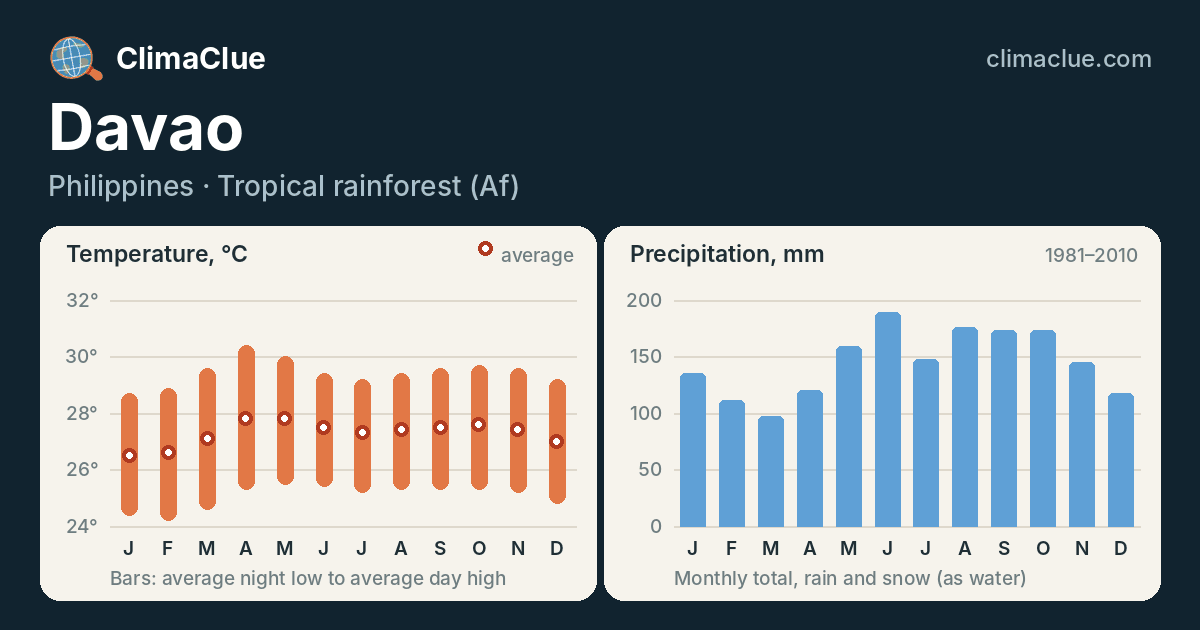 ClimaClue
climaclue.com
Davao
Philippines · Tropical rainforest (Af)
Temperature, °C
average
32°
30°
28°
26°
24°
J F M A M J J A S O N D
Bars: average night low to average day high
Precipitation, mm
1981–2010
200
150
100
50
0
J F M A M J J A S O N D
Monthly total, rain and snow (as water)